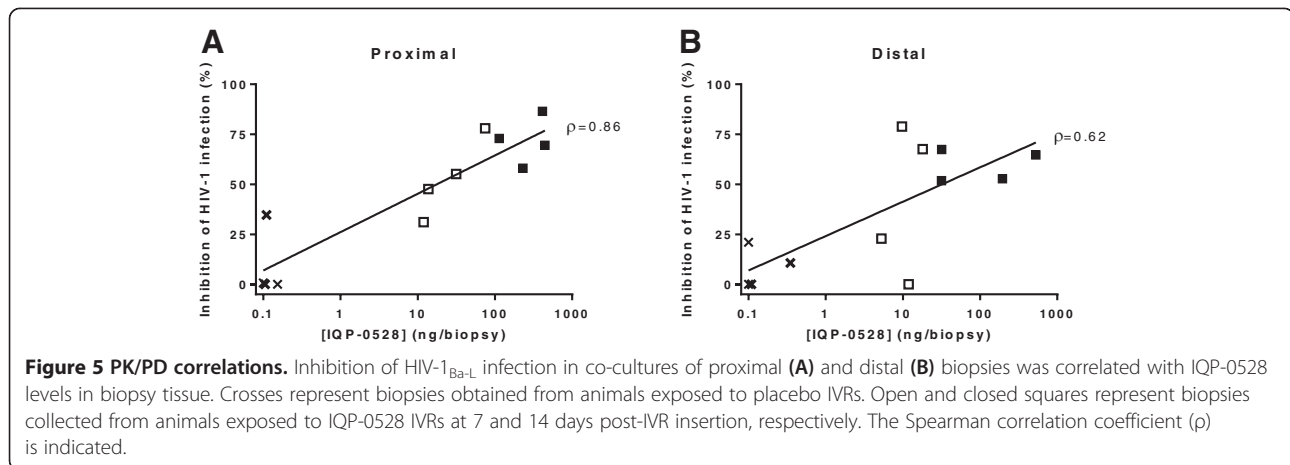 A
Proximal
Inhibition of HIV-1 infection (%)
100
75
50
25
0
ρ=0.86
0.1 1 10 100 1000
[IQP-0528] (ng/biopsy)
B
Distal
Inhibition of HIV-1 infection (%)
100
75
50
25
0
ρ=0.62
0.1 1 10 100 1000
[IQP-0528] (ng/biopsy)
Figure 5 PK/PD correlations. Inhibition of HIV-1Ba-L infection in co-cultures of proximal (A) and distal (B) biopsies was correlated with IQP-0528
levels in biopsy tissue. Crosses represent biopsies obtained from animals exposed to placebo IVRs. Open and closed squares represent biopsies
collected from animals exposed to IQP-0528 IVRs at 7 and 14 days post-IVR insertion, respectively. The Spearman correlation coefficient (ρ)
is indicated.